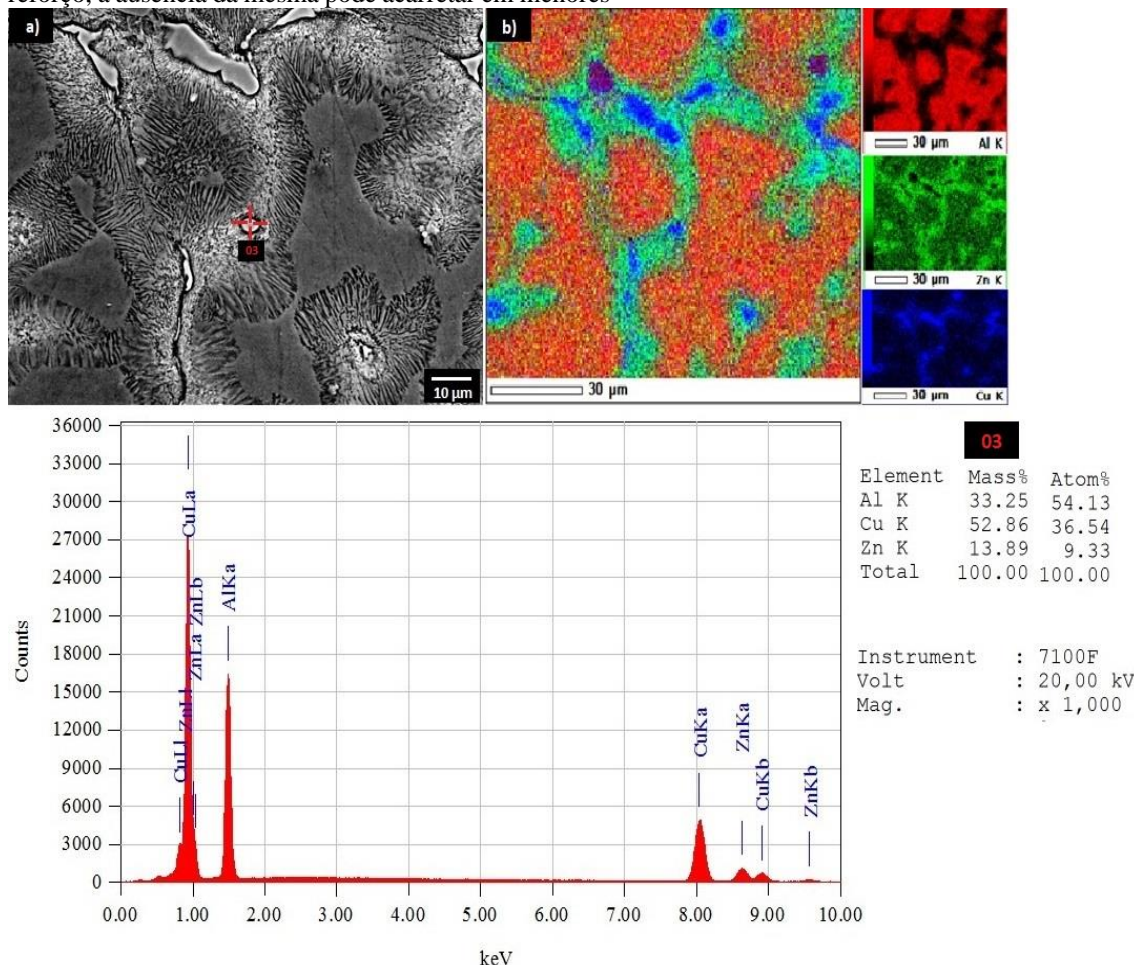 reforço, a ausência da mesma pode acarretar em menores
a)
03
10 µm
b)
30 µm
30 µm Al K
30 µm Zn K
30 µm Cu K
36000
33000
30000
27000
24000
21000
18000
15000
12000
9000
6000
3000
0
Counts
CuLl
CuLa
ZnLl
ZnLa
ZnLb
AlKa
CuKa
ZnKa
CuKb
ZnKb
0.00 1.00 2.00 3.00 4.00 5.00 6.00 7.00 8.00 9.00 10.00
keV
03
Element Mass% Atom%
Al K 33.25 54.13
Cu K 52.86 36.54
Zn K 13.89 9.33
Total 100.00 100.00
Instrument : 7100F
Volt : 20,00 kV
Mag. : x 1,000